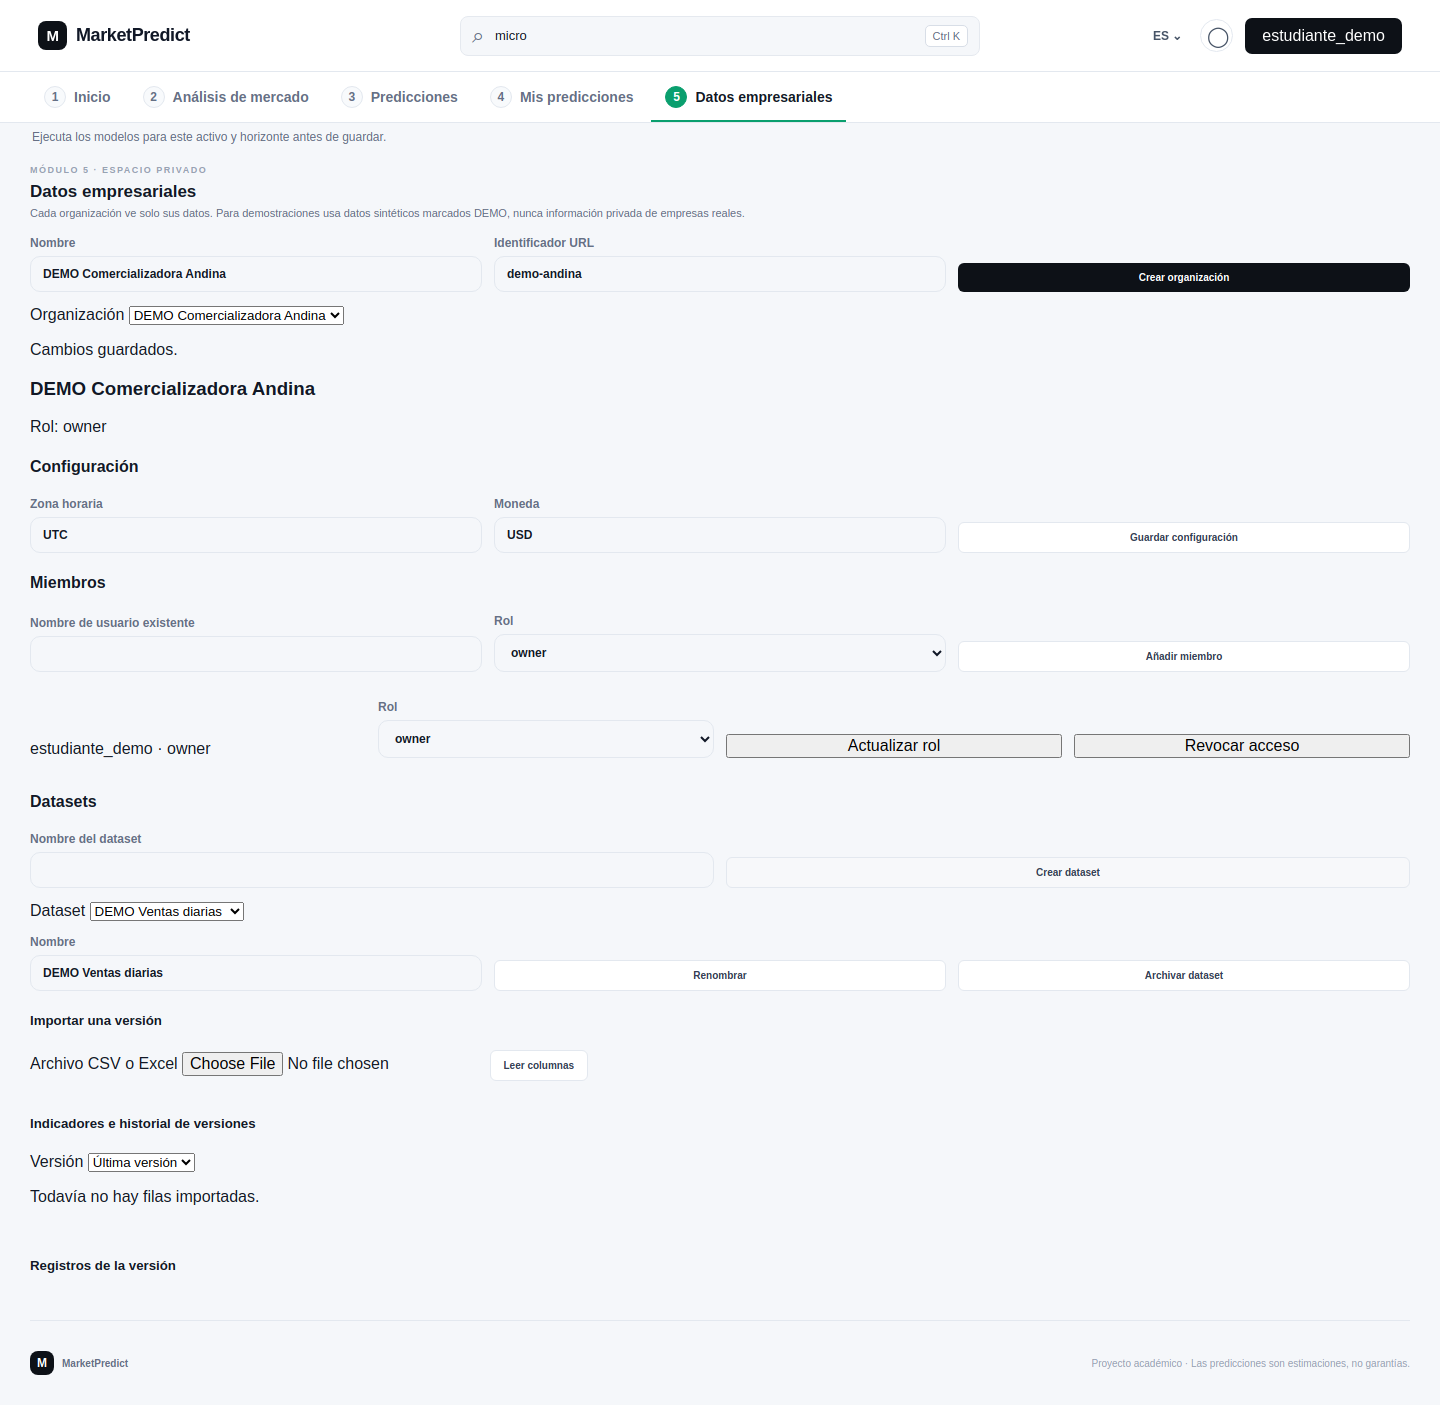 M MarketPredict
micro
Ctrl K
ES
estudiante_demo
1 Inicio
2 Análisis de mercado
3 Predicciones
4 Mis predicciones
5 Datos empresariales
Ejecuta los modelos para este activo y horizonte antes de guardar.
MÓDULO 5 · ESPACIO PRIVADO
Datos empresariales
Cada organización ve solo sus datos. Para demostraciones usa datos sintéticos marcados DEMO, nunca información privada de empresas reales.
Nombre
Identificador URL
DEMO Comercializadora Andina
demo-andina
Crear organización
Organización DEMO Comercializadora Andina
Cambios guardados.
DEMO Comercializadora Andina
Rol: owner
Configuración
Zona horaria
Moneda
UTC
USD
Guardar configuración
Miembros
Nombre de usuario existente
Rol
owner
Añadir miembro
Rol
estudiante_demo · owner
owner
Actualizar rol
Revocar acceso
Datasets
Nombre del dataset
Crear dataset
Dataset DEMO Ventas diarias
Nombre
DEMO Ventas diarias
Renombrar
Archivar dataset
Importar una versión
Archivo CSV o Excel Choose File No file chosen
Leer columnas
Indicadores e historial de versiones
Versión Última versión
Todavía no hay filas importadas.
Registros de la versión
M MarketPredict
Proyecto académico · Las predicciones son estimaciones, no garantías.